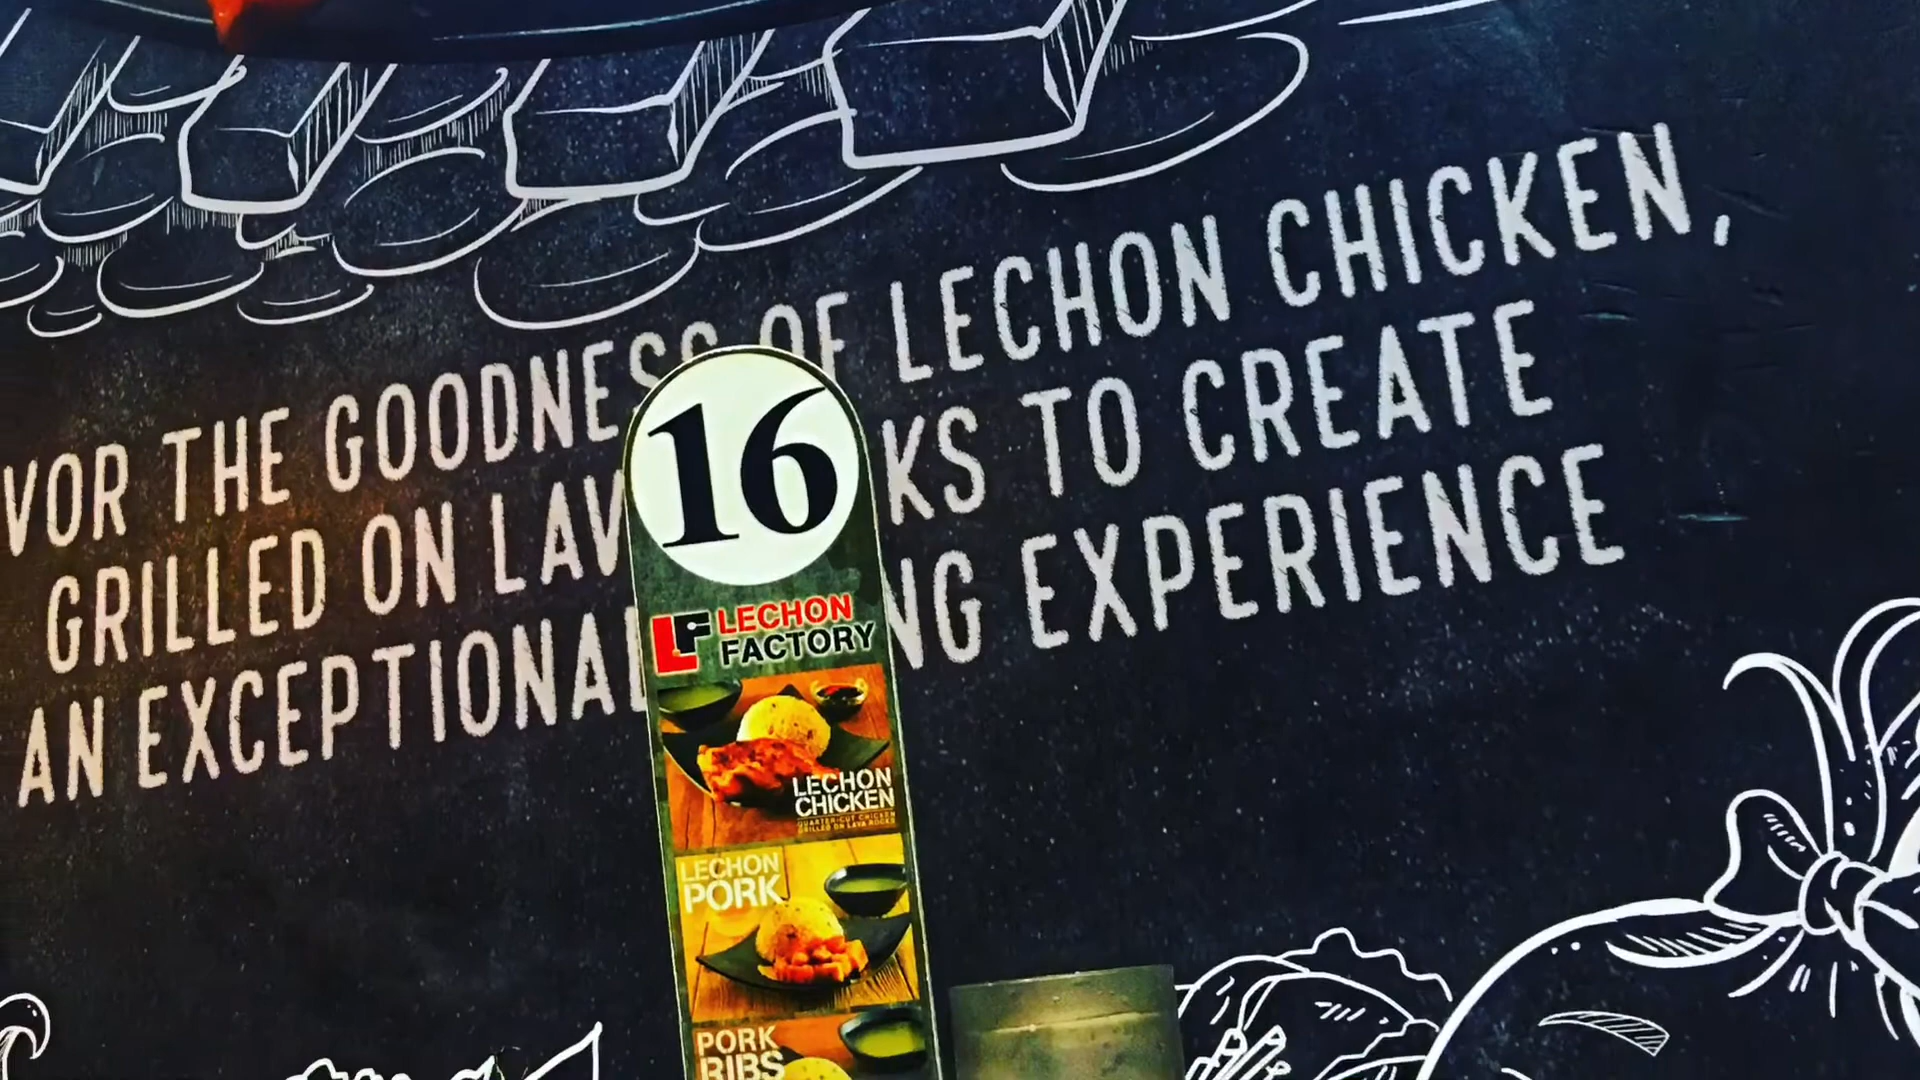 VOR THE GOODNESS OF LECHON CHICKEN,
GRILLED ON LAV KS TO CREATE
AN EXCEPTIONAL NG EXPERIENCE
16
LF LECHON
FACTORY
LECHON
CHICKEN
QUARTER-CUT CHICKEN
GRILLED ON LAVA ROCKS
LECHON
PORK
PORK
RIBS